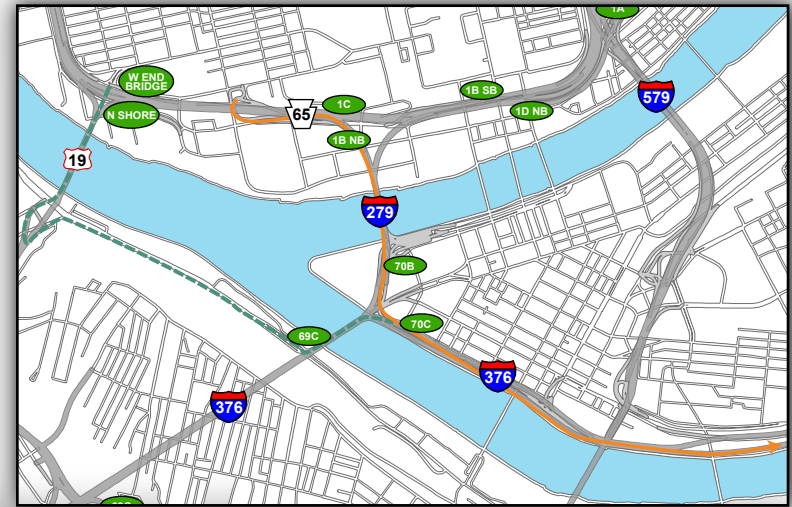 1A
W END
BRIDGE
1B SB
579
1C
1D NB
65
N SHORE
1B NB
19
279
70B
70C
69C
376
376